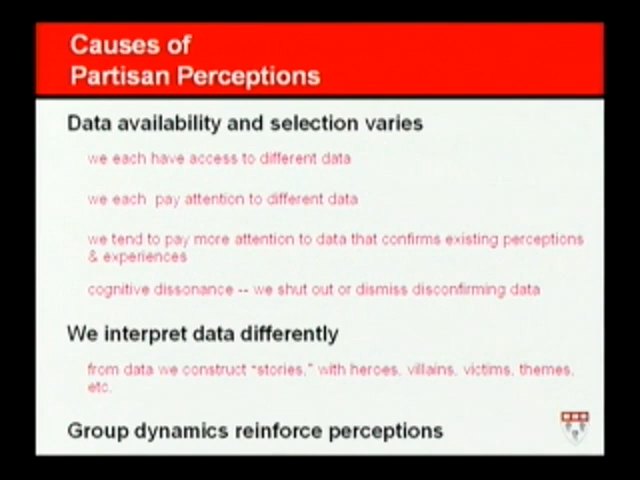 Causes of
Partisan Perceptions
Data availability and selection varies
we each have access to different data
we each  pay attention to different data
we tend to pay more attention to data that confirms existing perceptions
& experiences
cognitive dissonance -- we shut out or dismiss disconfirming data
We interpret data differently
from data we construct "stories," with heroes, villains, victims, themes,
etc.
Group dynamics reinforce perceptions